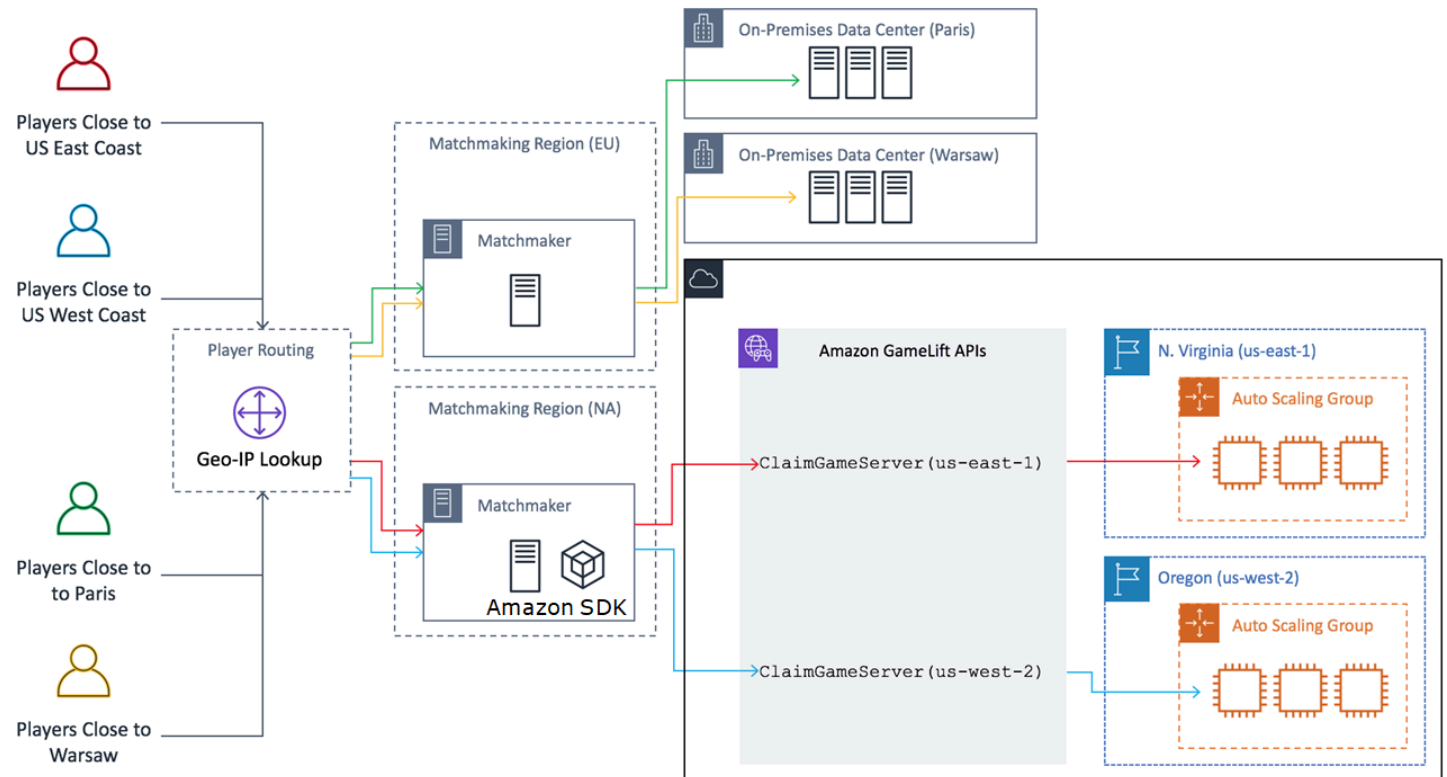 Players Close to
US East Coast
Players Close to
US West Coast
Player Routing
Geo-IP Lookup
Players Close to
to Paris
Players Close to
Warsaw
Matchmaking Region (EU)
Matchmaker
Matchmaking Region (NA)
Matchmaker
Amazon SDK
On-Premises Data Center (Paris)
On-Premises Data Center (Warsaw)
Amazon GameLift APIs
ClaimGameServer(us-east-1)
ClaimGameServer(us-west-2)
N. Virginia (us-east-1)
Auto Scaling Group
Oregon (us-west-2)
Auto Scaling Group